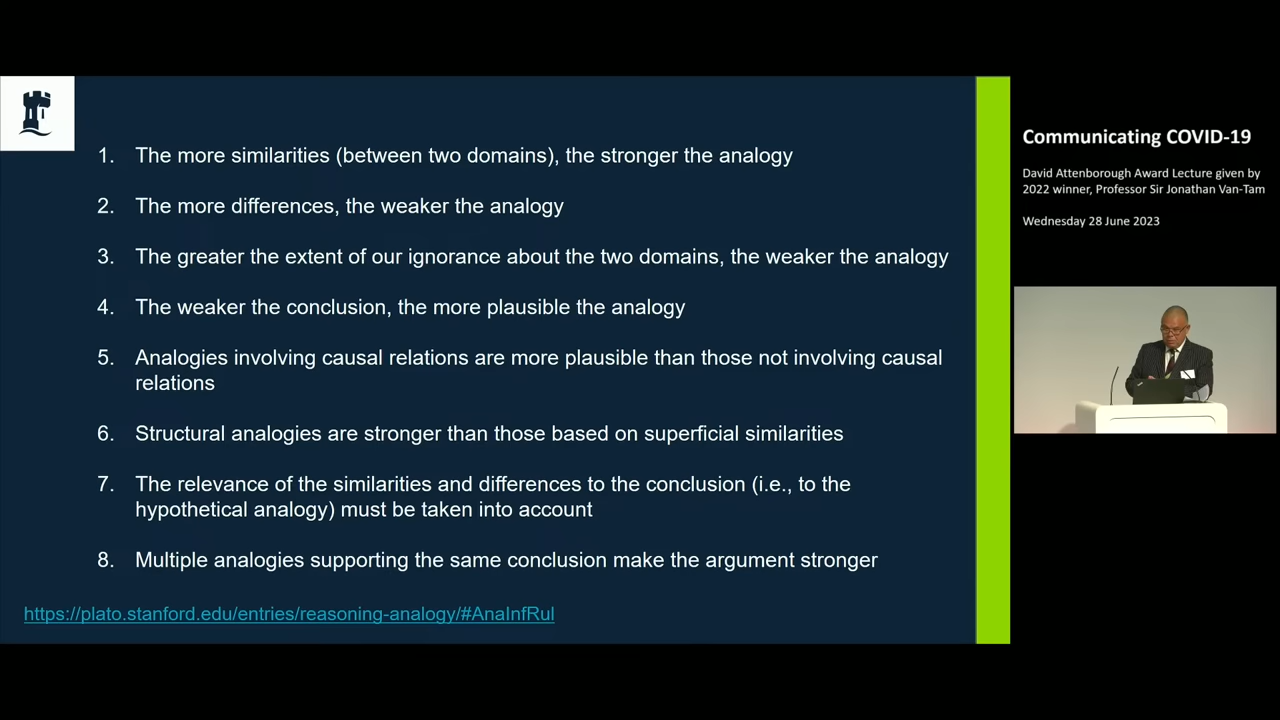 1. The more similarities (between two domains), the stronger the analogy
2. The more differences, the weaker the analogy
3. The greater the extent of our ignorance about the two domains, the weaker the analogy
4. The weaker the conclusion, the more plausible the analogy
5. Analogies involving causal relations are more plausible than those not involving causal
relations
6. Structural analogies are stronger than those based on superficial similarities
7. The relevance of the similarities and differences to the conclusion (i.e., to the
hypothetical analogy) must be taken into account
8. Multiple analogies supporting the same conclusion make the argument stronger
https://plato.stanford.edu/entries/reasoning-analogy/#AnaInfRul
Communicating COVID-19
David Attenborough Award Lecture given by
2022 winner, Professor Sir Jonathan Van-Tam
Wednesday 28 June 2023